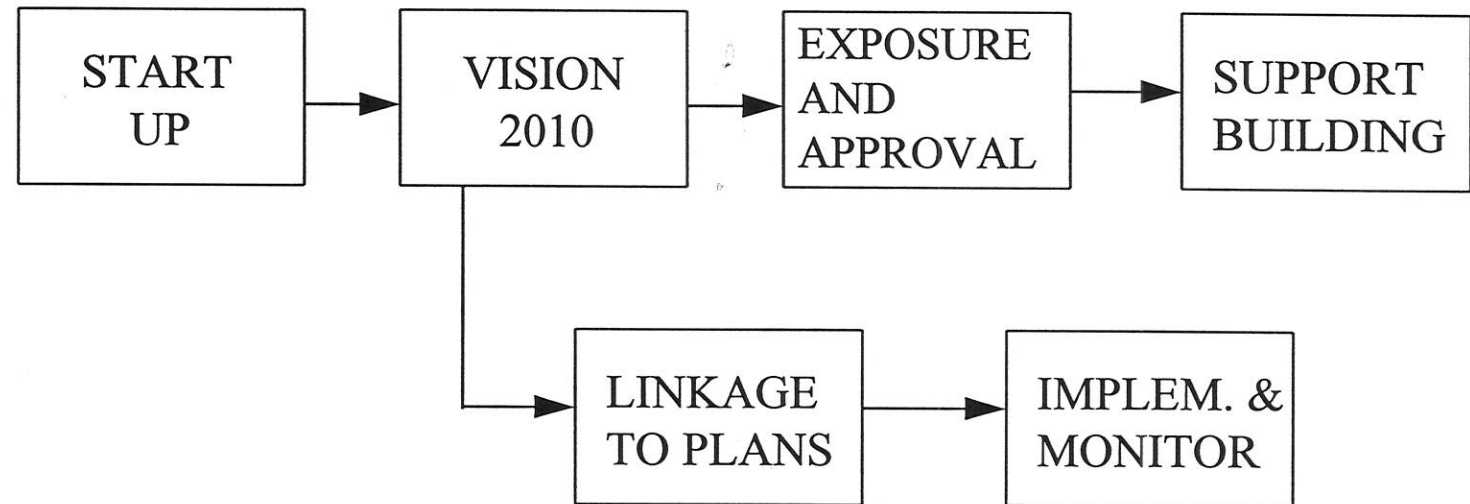 START
UP
VISION
2010
EXPOSURE
AND
APPROVAL
SUPPORT
BUILDING
LINKAGE
TO PLANS
IMPLEM. &
MONITOR